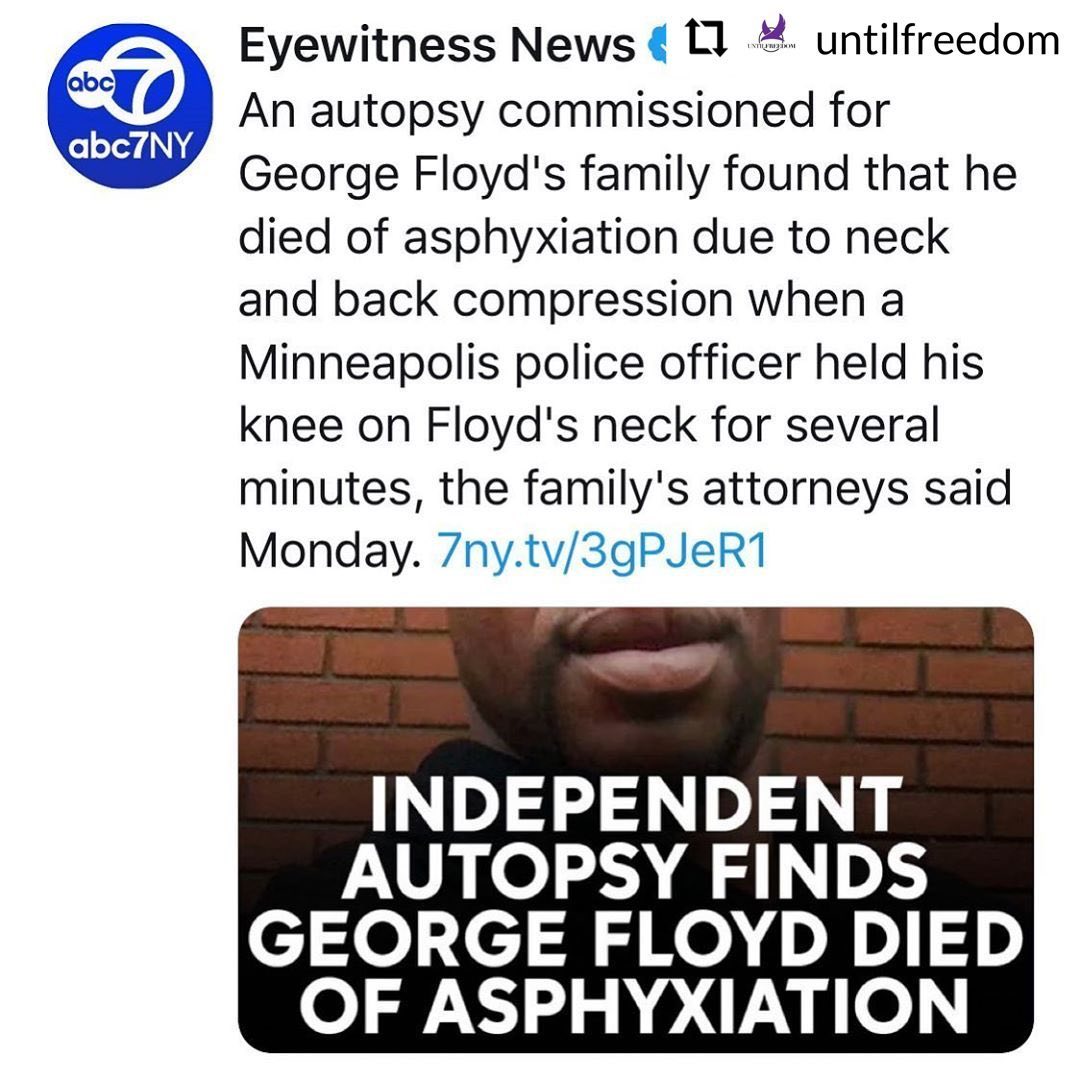 Eyewitness News
untilfreedom
UNTIL FREEDOM
abc 7
abc7NY
An autopsy commissioned for
George Floyd's family found that he
died of asphyxiation due to neck
and back compression when a
Minneapolis police officer held his
knee on Floyd's neck for several
minutes, the family's attorneys said
Monday. 7ny.tv/3gPJeR1
INDEPENDENT
AUTOPSY FINDS
GEORGE FLOYD DIED
OF ASPHYXIATION